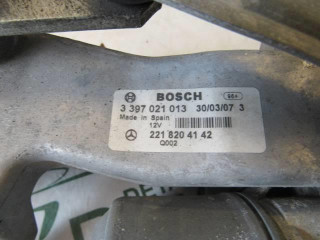 BOSCH
3 397 021 013 30/03/07 3
Made in Spain
12V
221 820 41 42
Q002